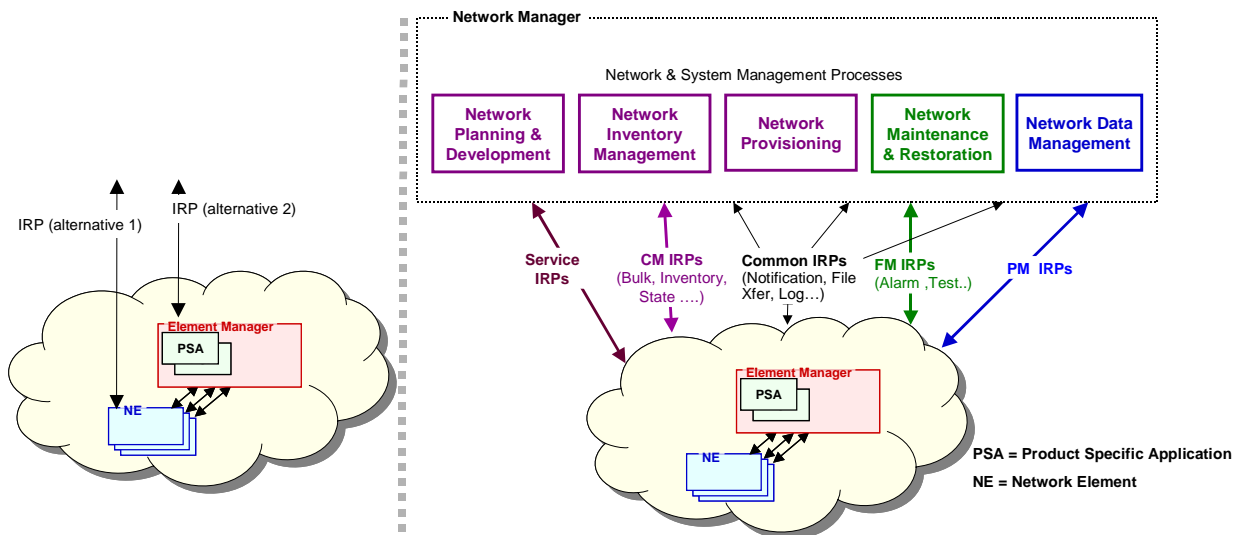 Network Manager
Network & System Management Processes
Network
Planning &
Development
Network
Inventory
Management
Network
Provisioning
Network
Maintenance
& Restoration
Network Data
Management
IRP (alternative 1)
IRP (alternative 2)
Element Manager
PSA
NE
Service
IRPs
CM IRPs
(Bulk, Inventory,
State ....)
Common IRPs
(Notification, File
Xfer, Log...)
FM IRPs
(Alarm ,Test..)
PM IRPs
Element Manager
PSA
NE
PSA = Product Specific Application
NE = Network Element